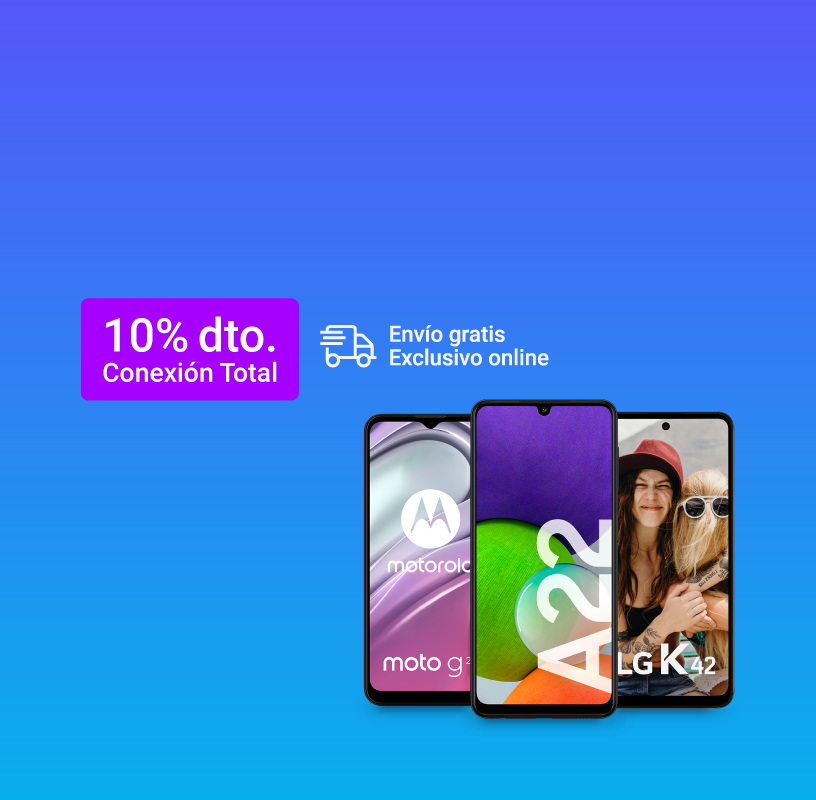 10% dto.
Conexión Total
Envío gratis
Exclusivo online
motorola
moto g
A22
LG K42